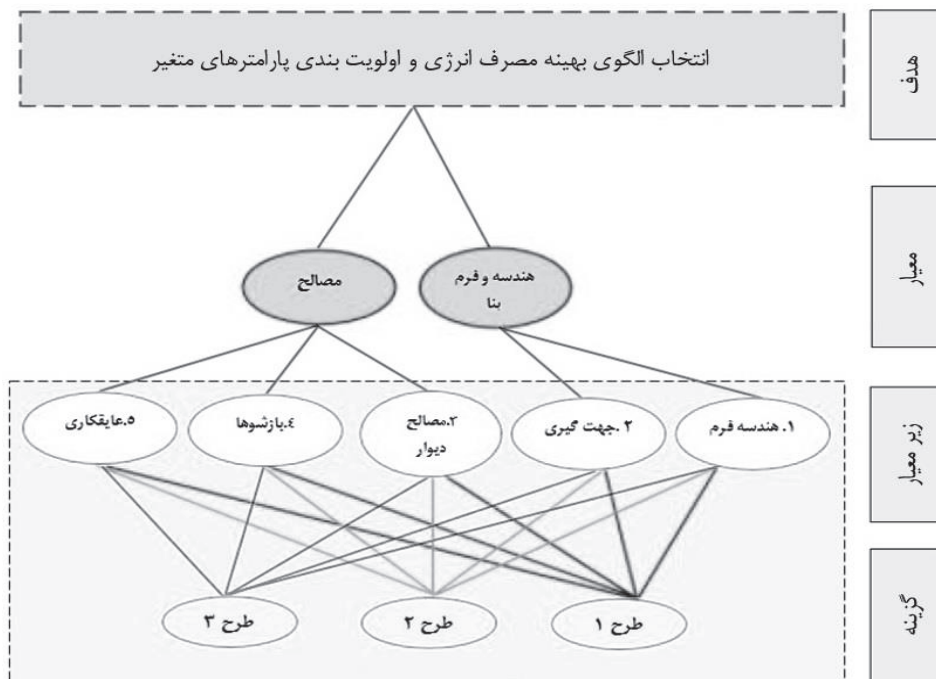 انتخاب الگوی بهینه مصرف انرژی و اولویت بندی پارامترهای متغیر
هدف
معیار
هندسه و فرم
بنا
مصالح
زیر معیار
۱. هندسه فرم
۲.جهت گیری
۳.مصالح
دیوار
٤.بازشوها
۵.عایقکاری
گزینه
طرح ۱
طرح ۲
طرح ۳